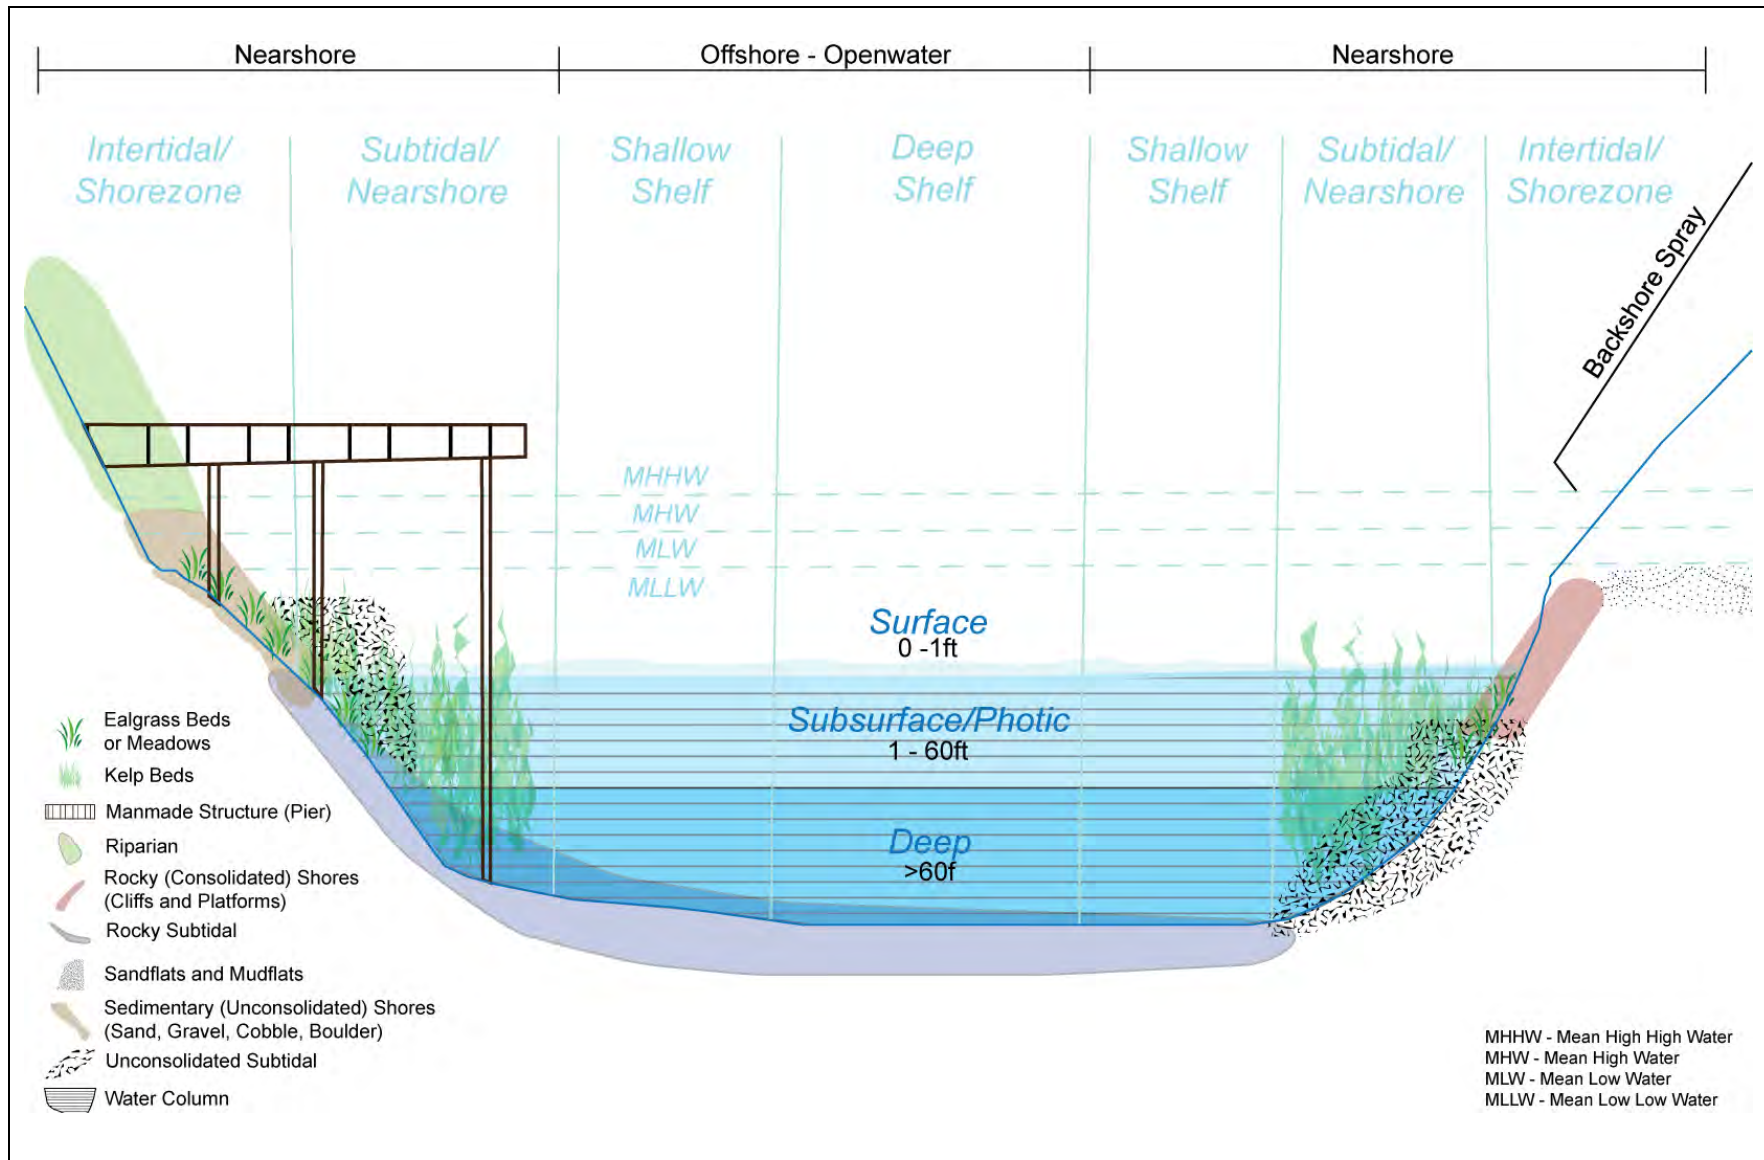 Nearshore
Offshore - Openwater
Nearshore
Intertidal/
Shorezone
Subtidal/
Nearshore
Shallow
Shelf
Deep
Shelf
Shallow
Shelf
Subtidal/
Nearshore
Intertidal/
Shorezone
Backshore Spray
MHHW
MHW
MLW
MLLW
Surface
0 -1ft
Subsurface/Photic
1 - 60ft
Deep
>60f
Ealgrass Beds
or Meadows
Kelp Beds
Manmade Structure (Pier)
Riparian
Rocky (Consolidated) Shores
(Cliffs and Platforms)
Rocky Subtidal
Sandflats and Mudflats
Sedimentary (Unconsolidated) Shores
(Sand, Gravel, Cobble, Boulder)
Unconsolidated Subtidal
Water Column
MHHW - Mean High High Water
MHW - Mean High Water
MLW - Mean Low Water
MLLW - Mean Low Low Water